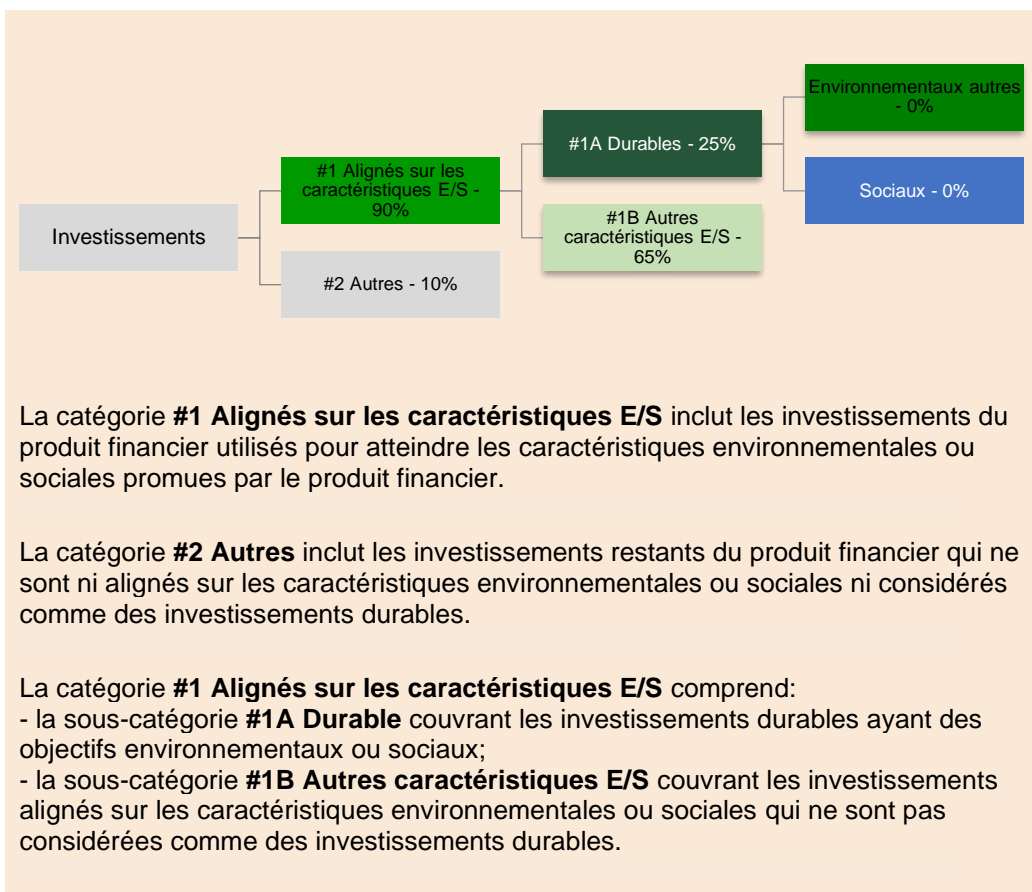 Investissements
#1 Alignés sur les
caractéristiques E/S -
90%
#2 Autres - 10%
#1A Durables - 25%
#1B Autres
caractéristiques E/S -
65%
Environnementaux autres
- 0%
Sociaux - 0%
La catégorie #1 Alignés sur les caractéristiques E/S inclut les investissements du
produit financier utilisés pour atteindre les caractéristiques environnementales ou
sociales promues par le produit financier.
La catégorie #2 Autres inclut les investissements restants du produit financier qui ne
sont ni alignés sur les caractéristiques environnementales ou sociales ni considérés
comme des investissements durables.
La catégorie #1 Alignés sur les caractéristiques E/S comprend:
- la sous-catégorie #1A Durable couvrant les investissements durables ayant des
objectifs environnementaux ou sociaux;
- la sous-catégorie #1B Autres caractéristiques E/S couvrant les investissements
alignés sur les caractéristiques environnementales ou sociales qui ne sont pas
considérées comme des investissements durables.